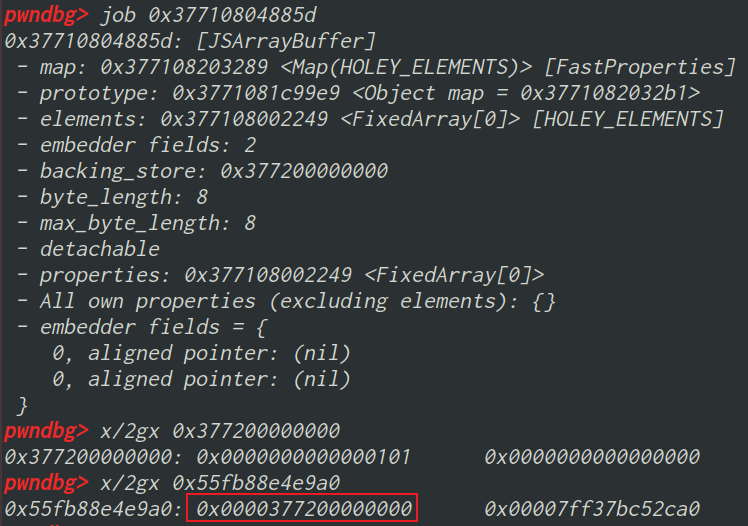 pwndbg> job 0x37710804885d
0x37710804885d: [JSArrayBuffer]
- map: 0x377108203289 <Map(HOLEY_ELEMENTS)> [FastProperties]
- prototype: 0x3771081c99e9 <Object map = 0x3771082032b1>
- elements: 0x377108002249 <FixedArray[0]> [HOLEY_ELEMENTS]
- embedder fields: 2
- backing_store: 0x377200000000
- byte_length: 8
- max_byte_length: 8
- detachable
- properties: 0x377108002249 <FixedArray[0]>
- All own properties (excluding elements): {}
- embedder fields = {
0, aligned pointer: (nil)
0, aligned pointer: (nil)
}
pwndbg> x/2gx 0x377200000000
0x377200000000: 0x0000000000000101 0x0000000000000000
pwndbg> x/2gx 0x55fb88e4e9a0
0x55fb88e4e9a0: 0x0000377200000000 0x00007ff37bc52ca0